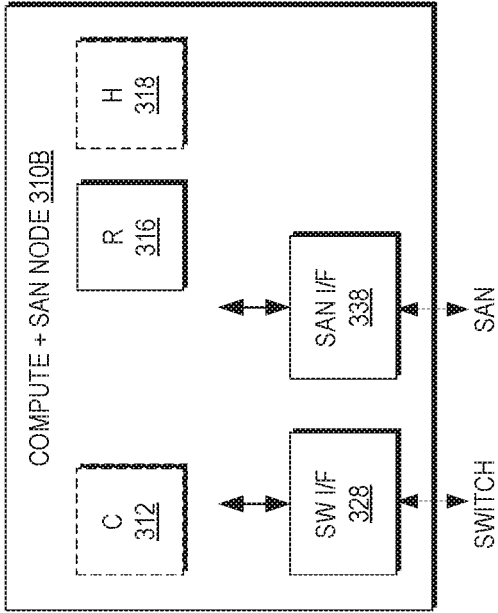 COMPUTE + SAN NODE 310B
C
312
R
316
H
318
SW I/F
328
SAN I/F
338
SWITCH
SAN